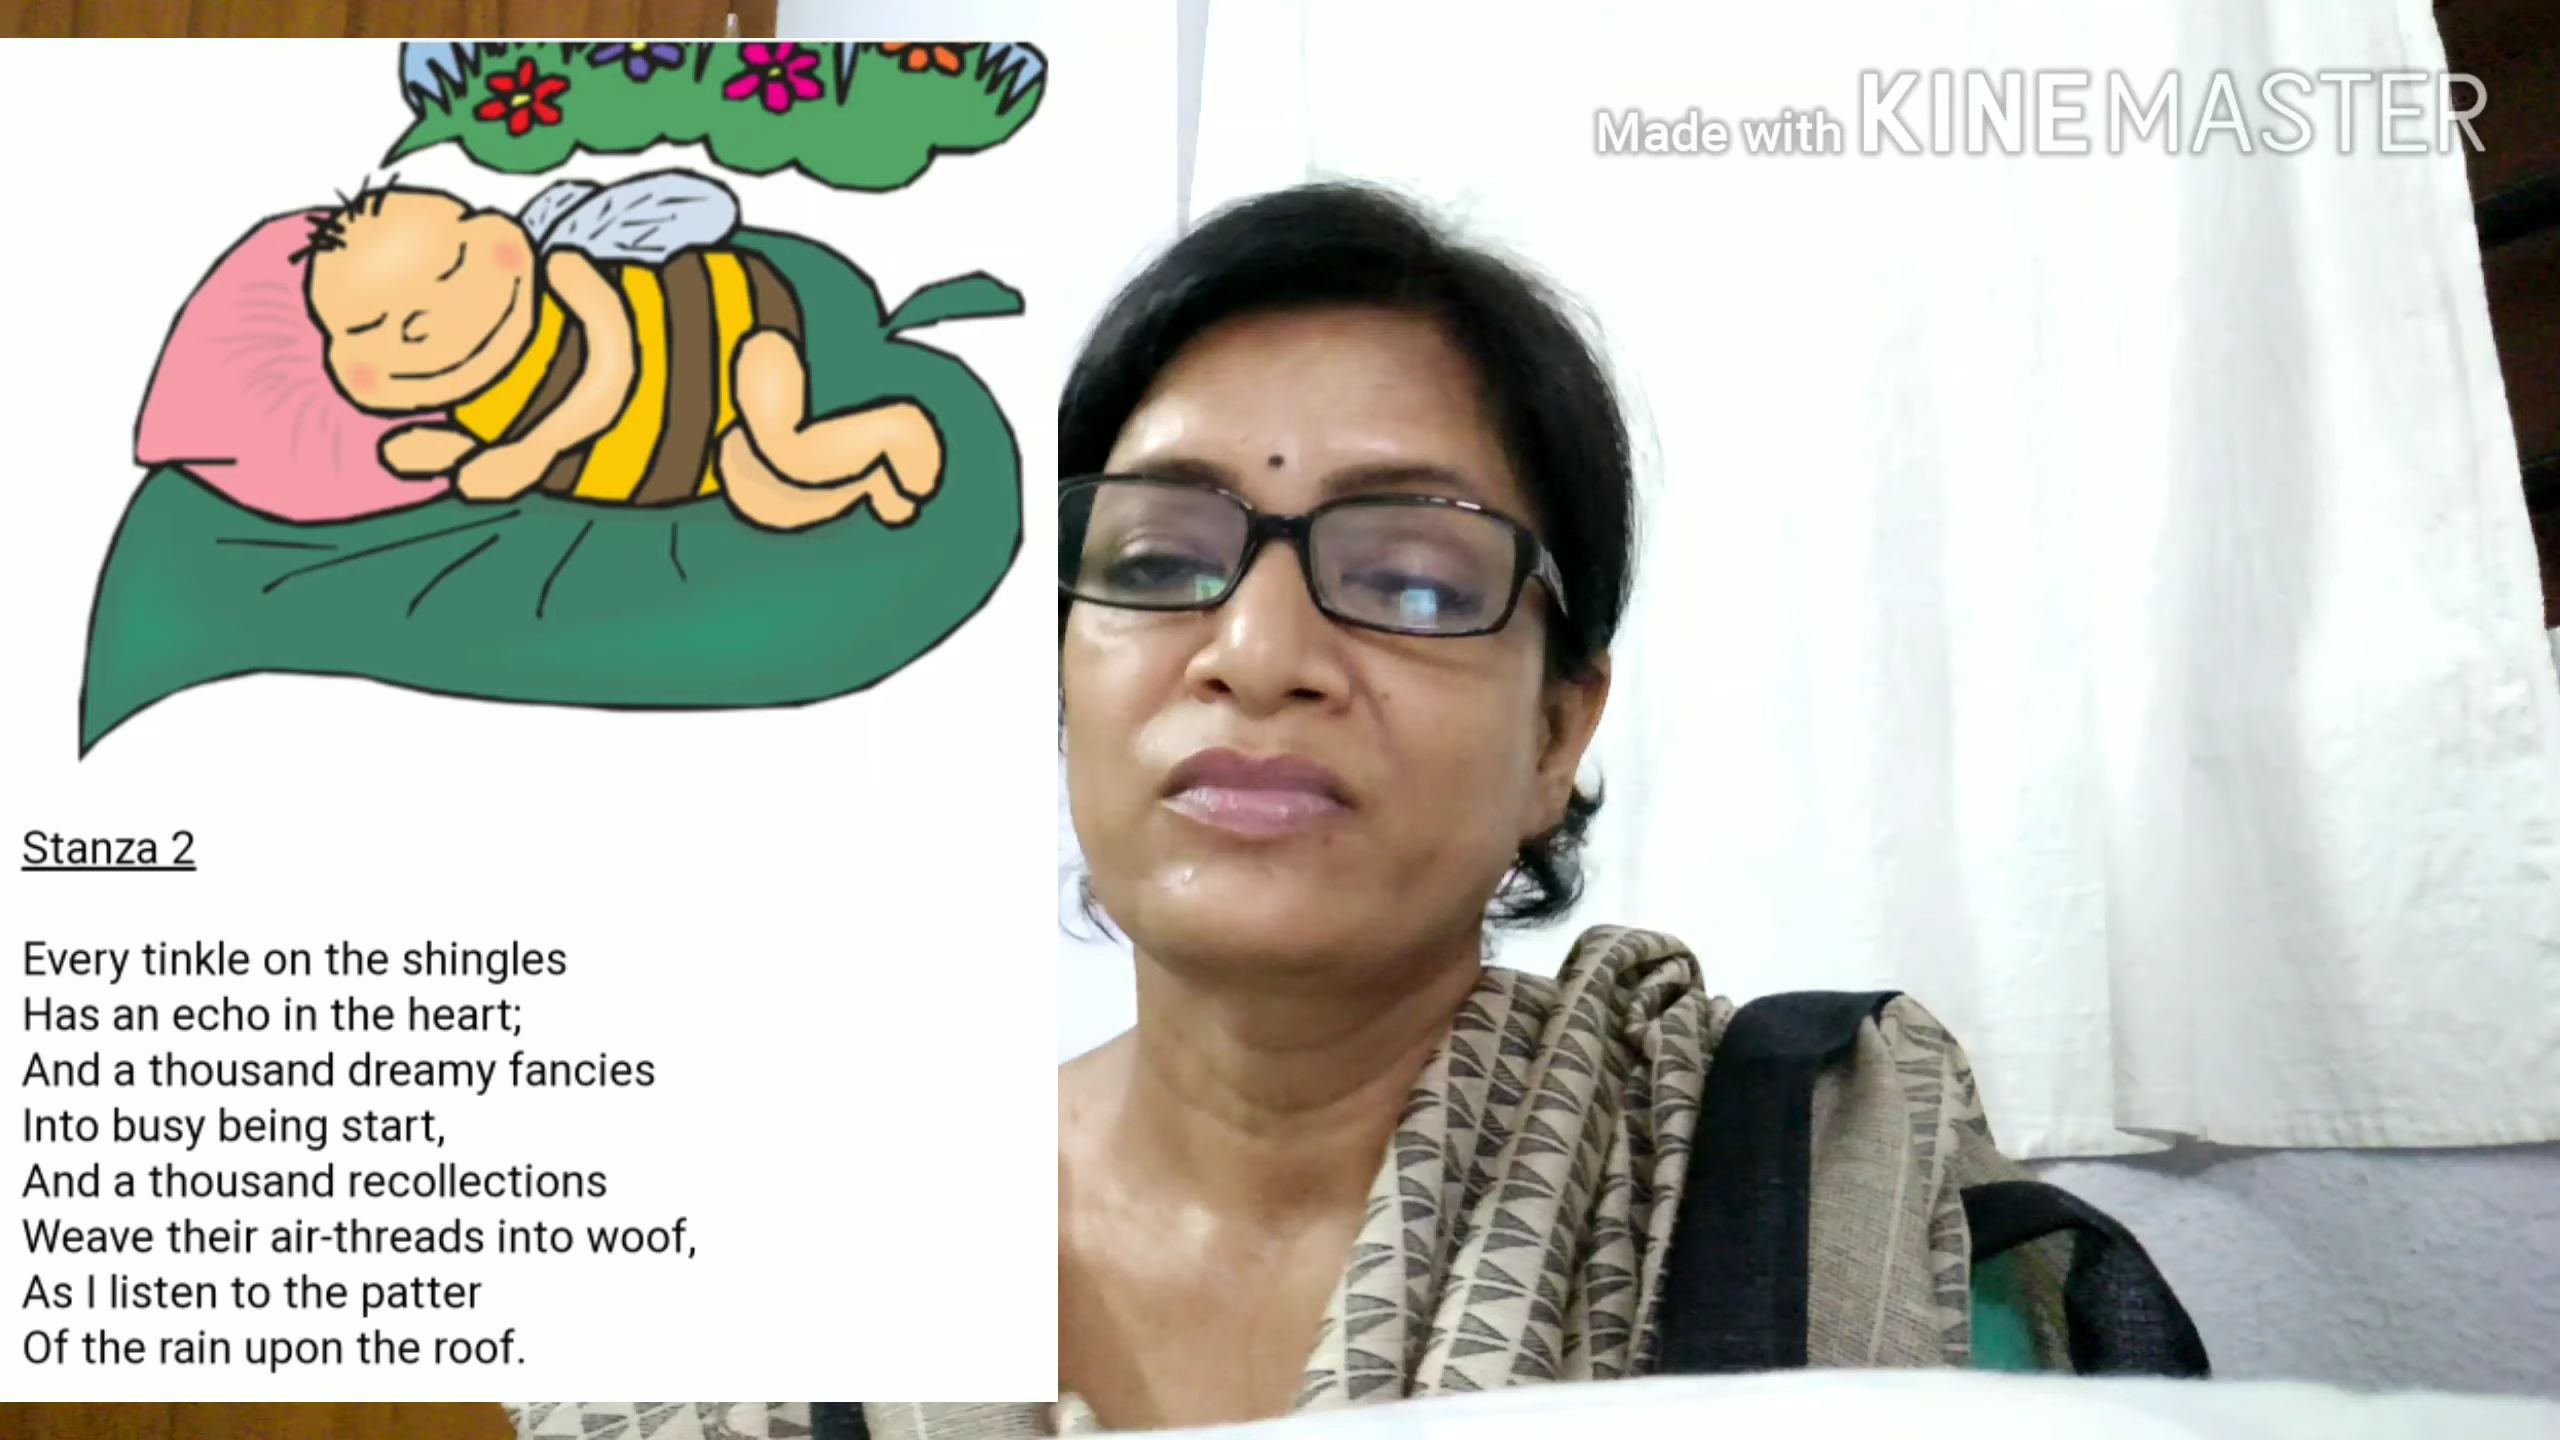 Made with KINEMASTER
Stanza 2
Every tinkle on the shingles
Has an echo in the heart;
And a thousand dreamy fancies
Into busy being start,
And a thousand recollections
Weave their air-threads into woof,
As I listen to the patter
Of the rain upon the roof.